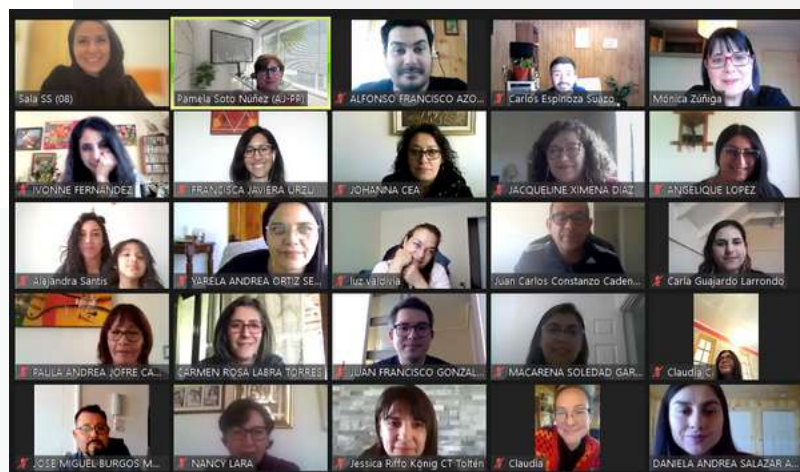 Sala SS (08)
Pamela Soto Nuñez (AJ-PP)
ALFONSO FRANCISCO AZO...
Carlos Espinoza Suazo
Mónica Zúñiga
IVONNE FERNANDEZ
FRANCISCA JAVIERA URZU
JOHANNA CEA
JACQUELINE XIMENA DIAZ
ANGELIQUE LOPEZ
Alejandra Santis
YARELA ANDREA ORTIZ SE...
luz valdivia
Juan Carlos Constanzo Caden...
Carla Guajardo Larrondo
PAULA ANDREA JOFRE CA...
CARMEN ROSA LABRA TORRES
JUAN FRANCISCO GONZAL...
MACARENA SOLEDAD GAR...
Claudia C
JOSE MIGUEL BURGOS M...
NANCY LARA
Jessica Riffo König CT Toltén
Claudia
DANIELA ANDREA SALAZAR A...